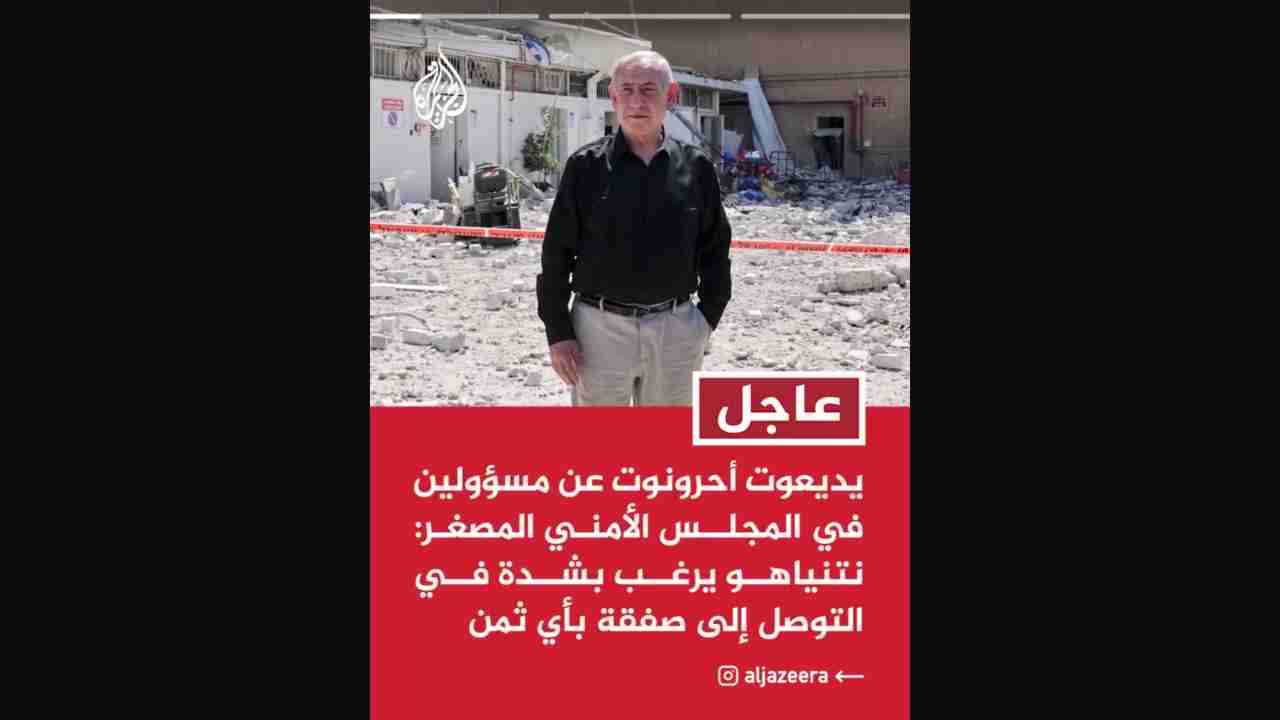 الجزيرة
عاجل
يديعوت أحرونوت عن مسؤولين
في المجلس الأمني المصغر:
نتنياهو يرغب بشدة في
التوصل إلى صفقة بأي ثمن
aljazeera